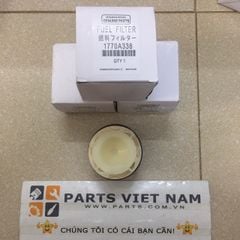 FUEL FILTER
燃料フィルター
1770A338
QTY 1
PARTS VIET NAM
WWW.PARTS.COM.VN
CHÚNG TÔI CÓ CÁI BẠN CẦN!